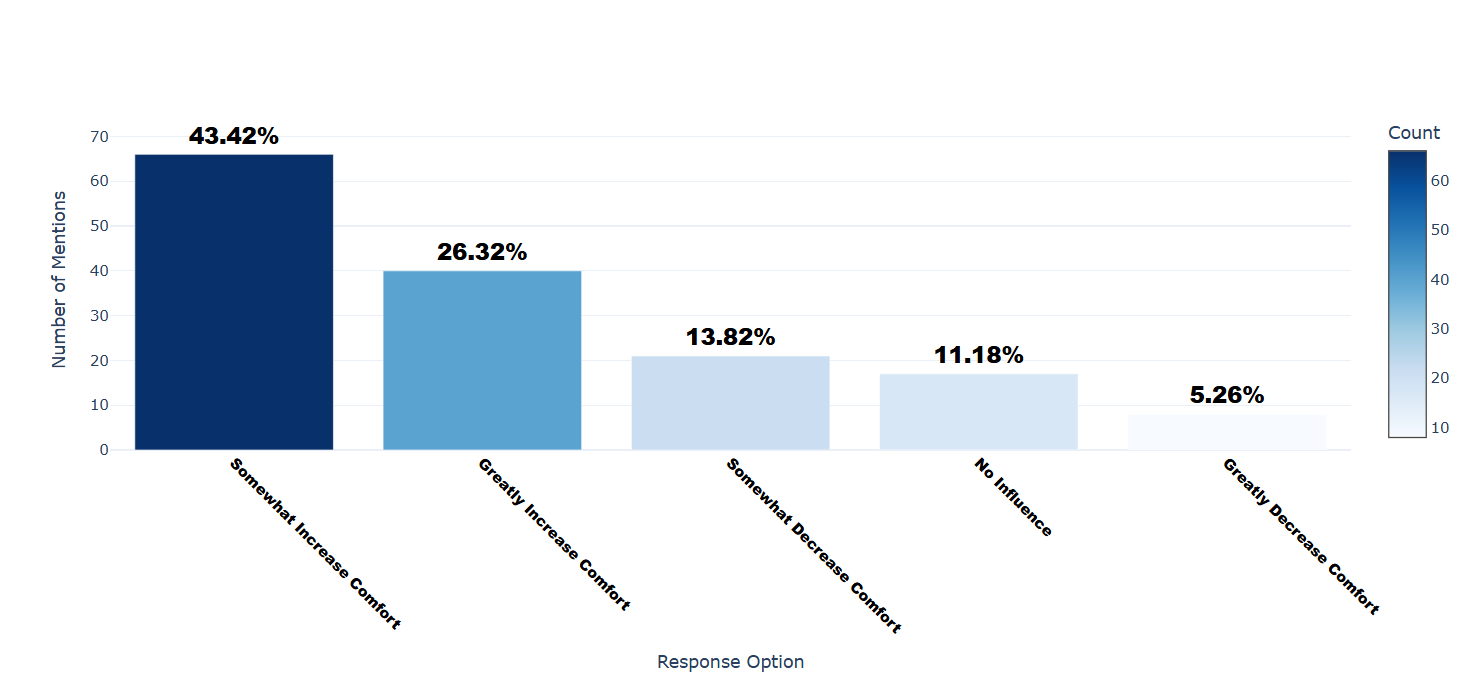 43.42%
26.32%
13.82%
11.18%
5.26%
Number of Mentions
70
60
50
40
30
20
10
0
Somewhat Increase Comfort
Greatly Increase Comfort
Somewhat Decrease Comfort
No Influence
Greatly Decrease Comfort
Response Option
Count
60
50
40
30
20
10